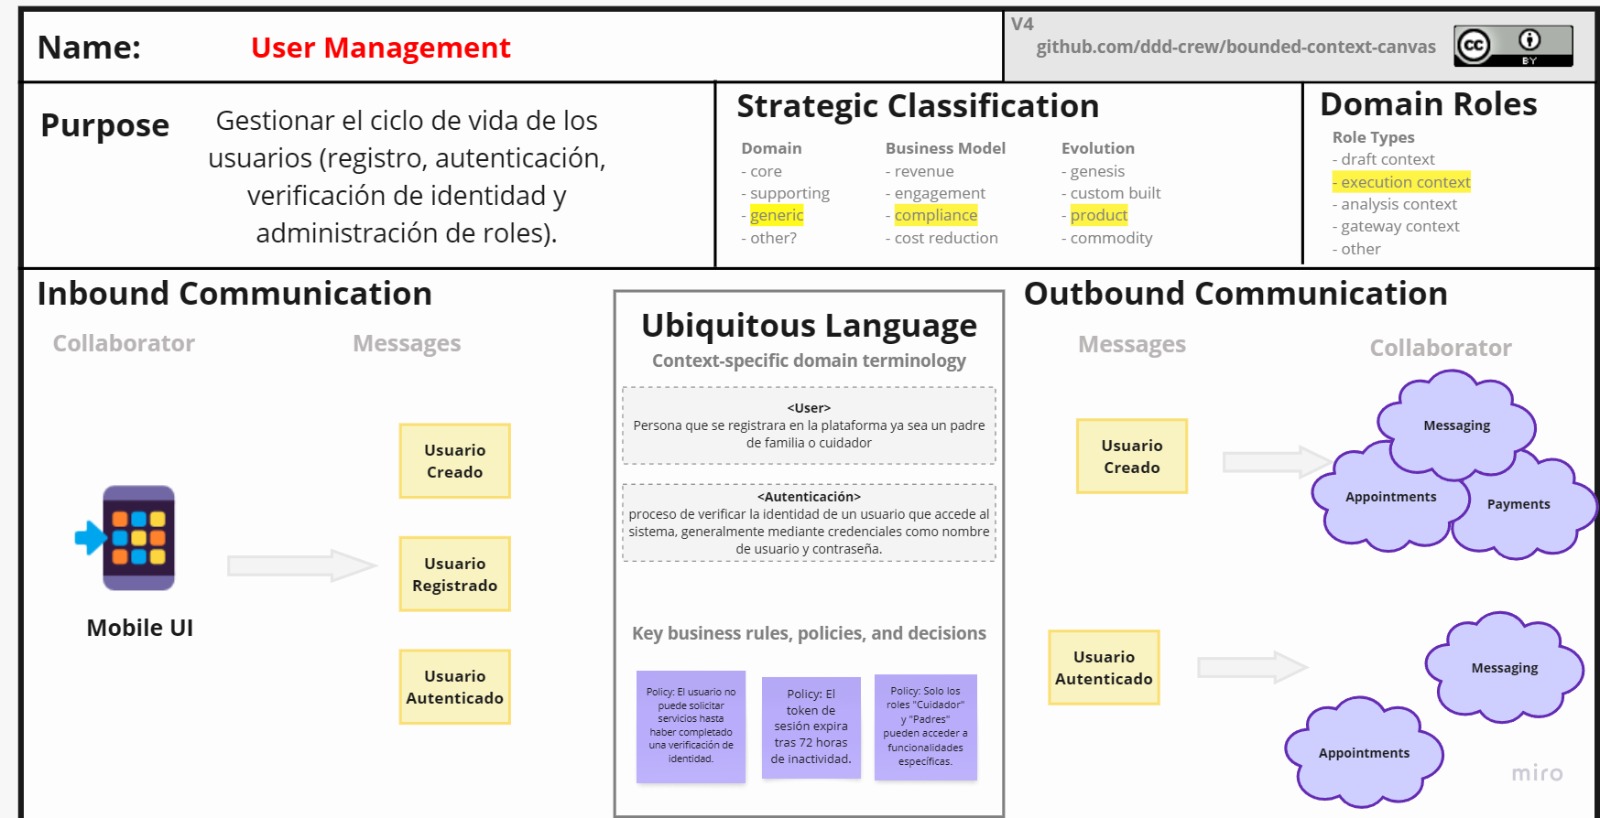 Name:
User Management
V4
github.com/ddd-crew/bounded-context-canvas
cc
BY
Purpose
Gestionar el ciclo de vida de los
usuarios (registro, autenticación,
verificación de identidad y
administración de roles).
Strategic Classification
Domain
- core
- supporting
- generic
- other?
Business Model
- revenue
- engagement
- compliance
- cost reduction
Evolution
- genesis
- custom built
- product
- commodity
Domain Roles
Role Types
- draft context
- execution context
- analysis context
- gateway context
- other
Inbound Communication
Collaborator
Messages
Mobile UI
Usuario
Creado
Usuario
Registrado
Usuario
Autenticado
Ubiquitous Language
Context-specific domain terminology
<User>
Persona que se registrara en la plataforma ya sea un padre
de familia o cuidador
<Autenticación>
proceso de verificar la identidad de un usuario que accede al
sistema, generalmente mediante credenciales como nombre
de usuario y contraseña.
Key business rules, policies, and decisions
Policy: El usuario no
puede solicitar
servicios hasta
haber completado
una verificación de
identidad.
Policy: El
token de
sesión expira
tras 72 horas
de inactividad.
Policy: Solo los
roles "Cuidador"
y "Padres"
pueden acceder a
funcionalidades
específicas.
Outbound Communication
Messages
Collaborator
Usuario
Creado
Messaging
Appointments
Payments
Usuario
Autenticado
Messaging
Appointments
miro